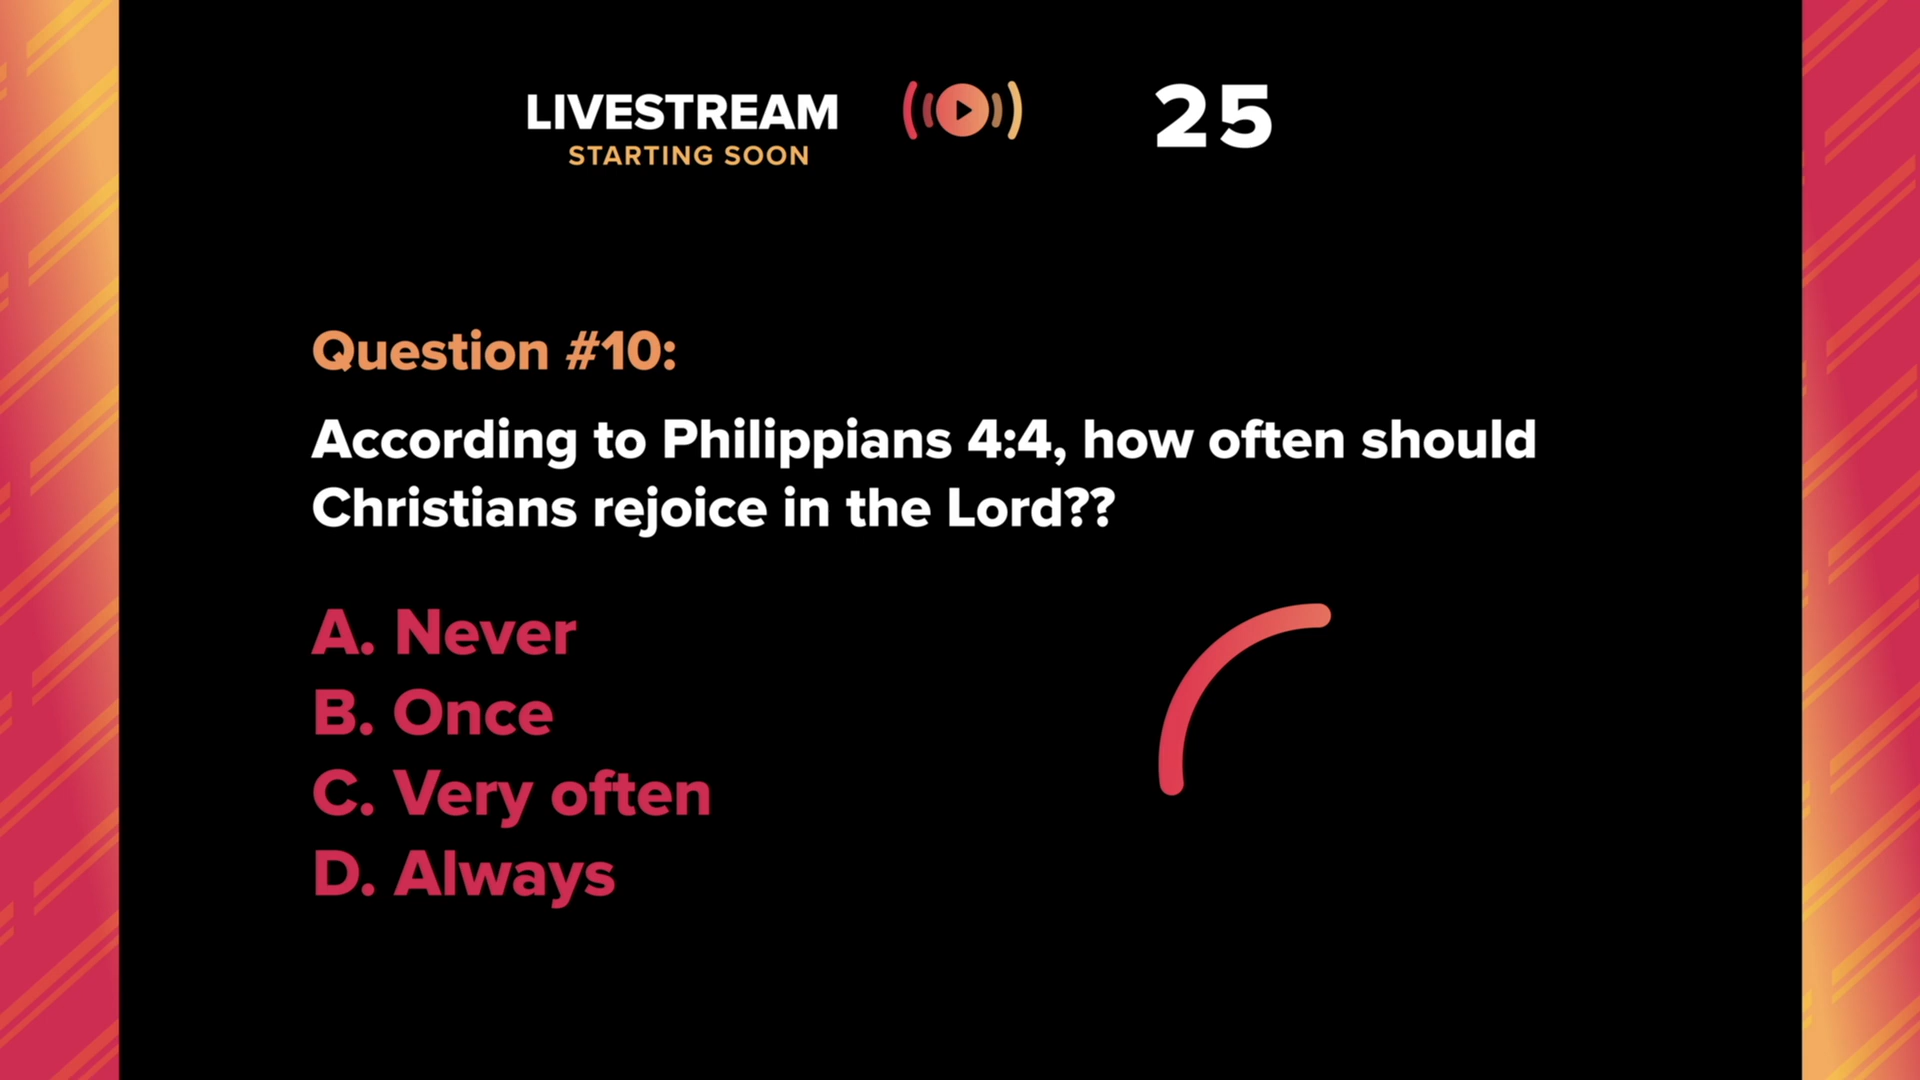 LIVESTREAM
STARTING SOON
25
Question #10:
According to Philippians 4:4, how often should
Christians rejoice in the Lord??
A. Never
B. Once
C. Very often
D. Always